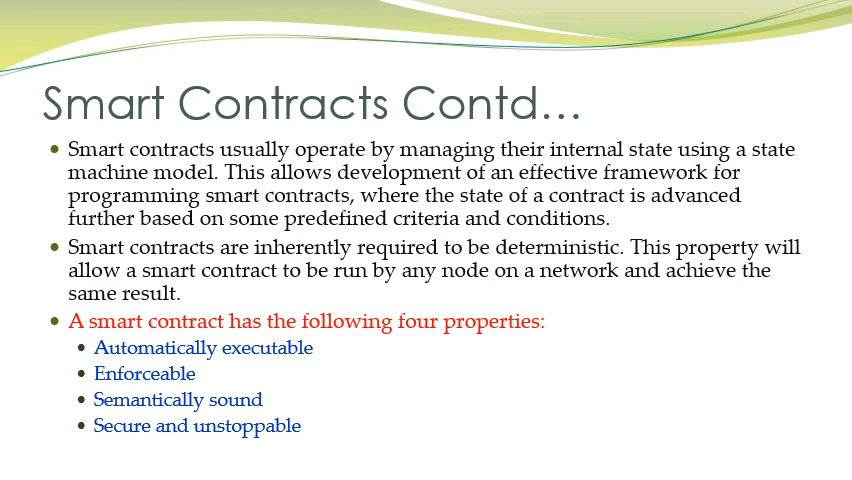 Smart Contracts Contd…
• Smart contracts usually operate by managing their internal state using a state
machine model. This allows development of an effective framework for
programming smart contracts, where the state of a contract is advanced
further based on some predefined criteria and conditions.
• Smart contracts are inherently required to be deterministic. This property will
allow a smart contract to be run by any node on a network and achieve the
same result.
• A smart contract has the following four properties:
• Automatically executable
• Enforceable
• Semantically sound
• Secure and unstoppable